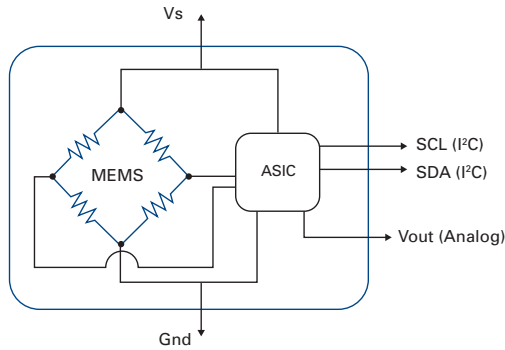 Vs
MEMS
ASIC
SCL (I²C)
SDA (I²C)
Vout (Analog)
Gnd